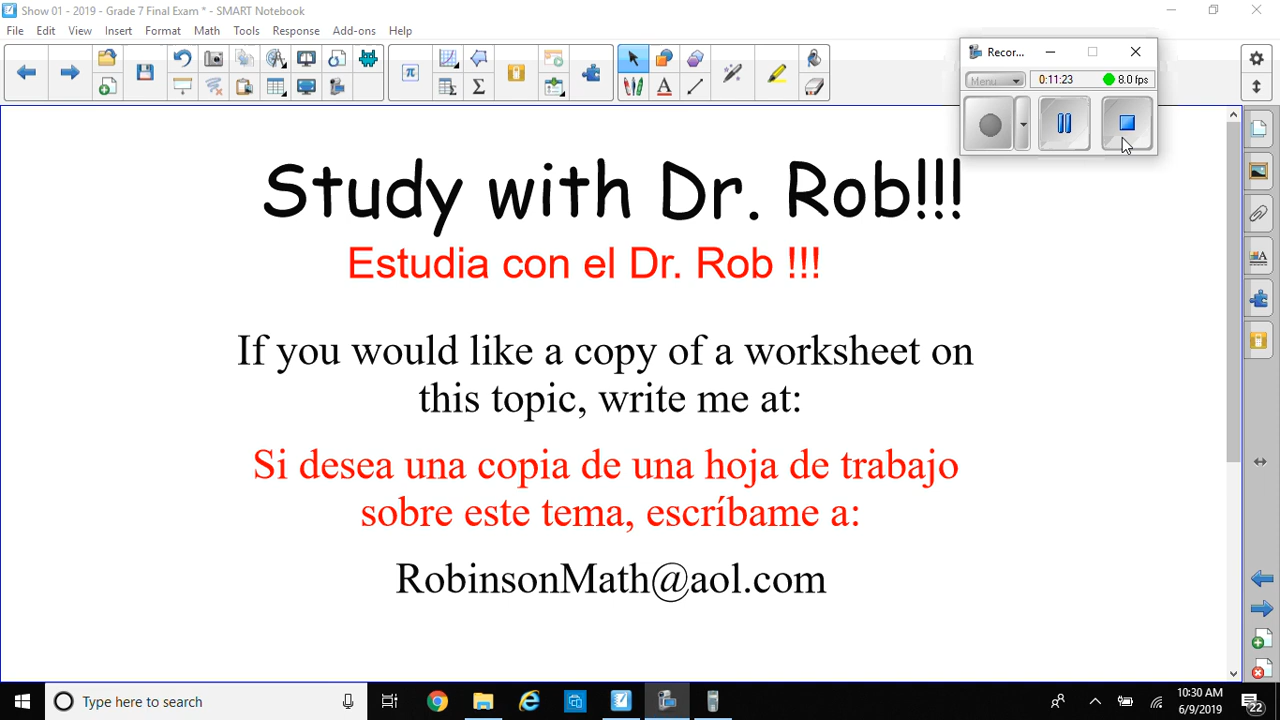 Show 01 - 2019 - Grade 7 Final Exam * - SMART Notebook
File Edit View Insert Format Math Tools Response Add-ons Help
Recor...
Menu 0:11:23 8.0 fps
Study with Dr. Rob!!!
Estudia con el Dr. Rob !!!
If you would like a copy of a worksheet on
this topic, write me at:
Si desea una copia de una hoja de trabajo
sobre este tema, escríbame a:
RobinsonMath@aol.com
Type here to search
10:30 AM
6/9/2019
22